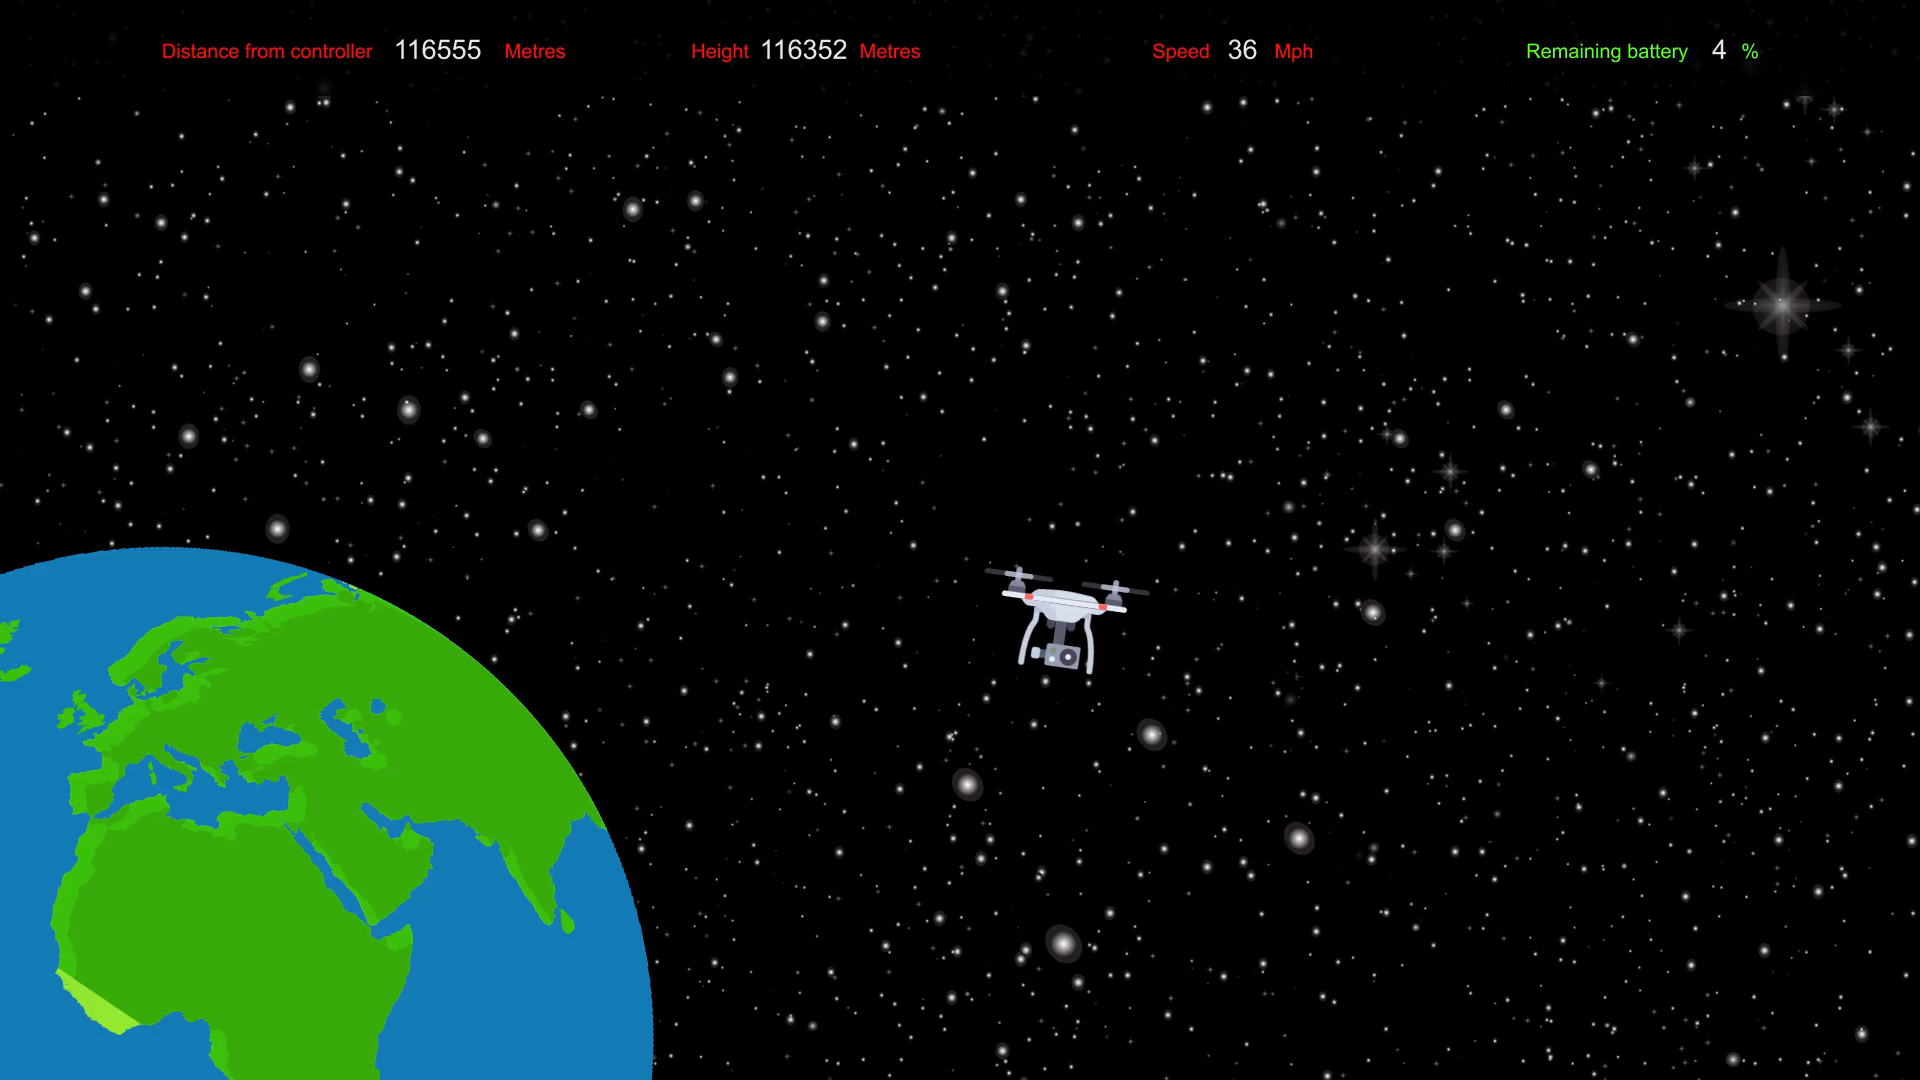 Distance from controller 116555 Metres Height 116352 Metres Speed 36 Mph Remaining battery 4 %